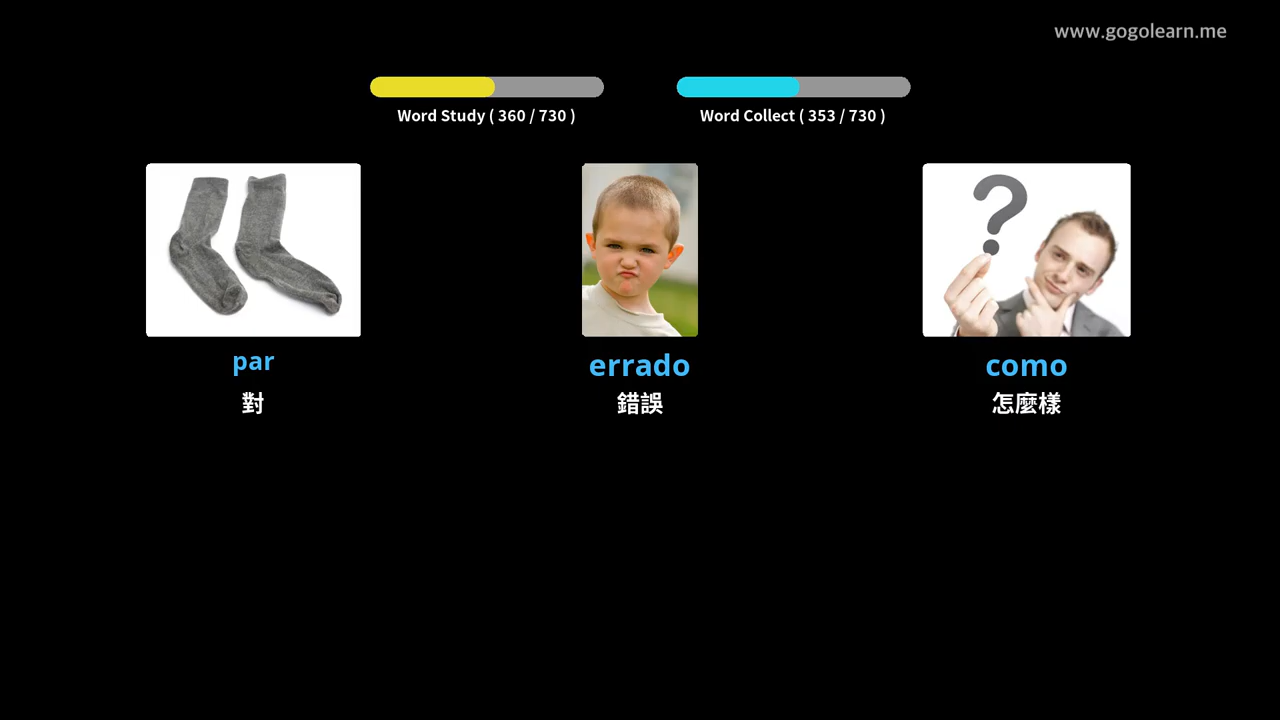 www.gogolearn.me
Word Study ( 360 / 730 )
Word Collect ( 353 / 730 )
par
對
errado
錯誤
como
怎麼樣